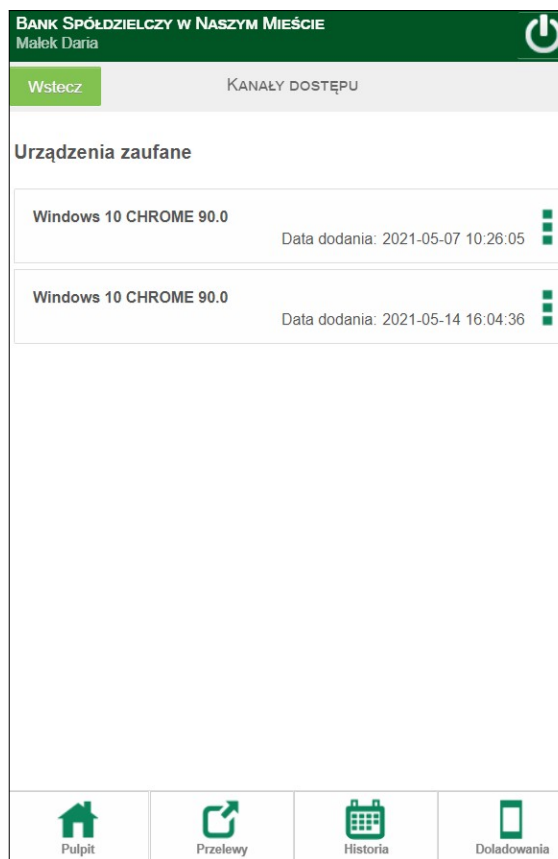 Bank Spółdzielczy w Naszym Mieście
Małek Daria
Wstecz
Kanały dostępu
Urządzenia zaufane
Windows 10 CHROME 90.0
Data dodania: 2021-05-07 10:26:05
Windows 10 CHROME 90.0
Data dodania: 2021-05-14 16:04:36
Pulpit
Przelewy
Historia
Doładowania